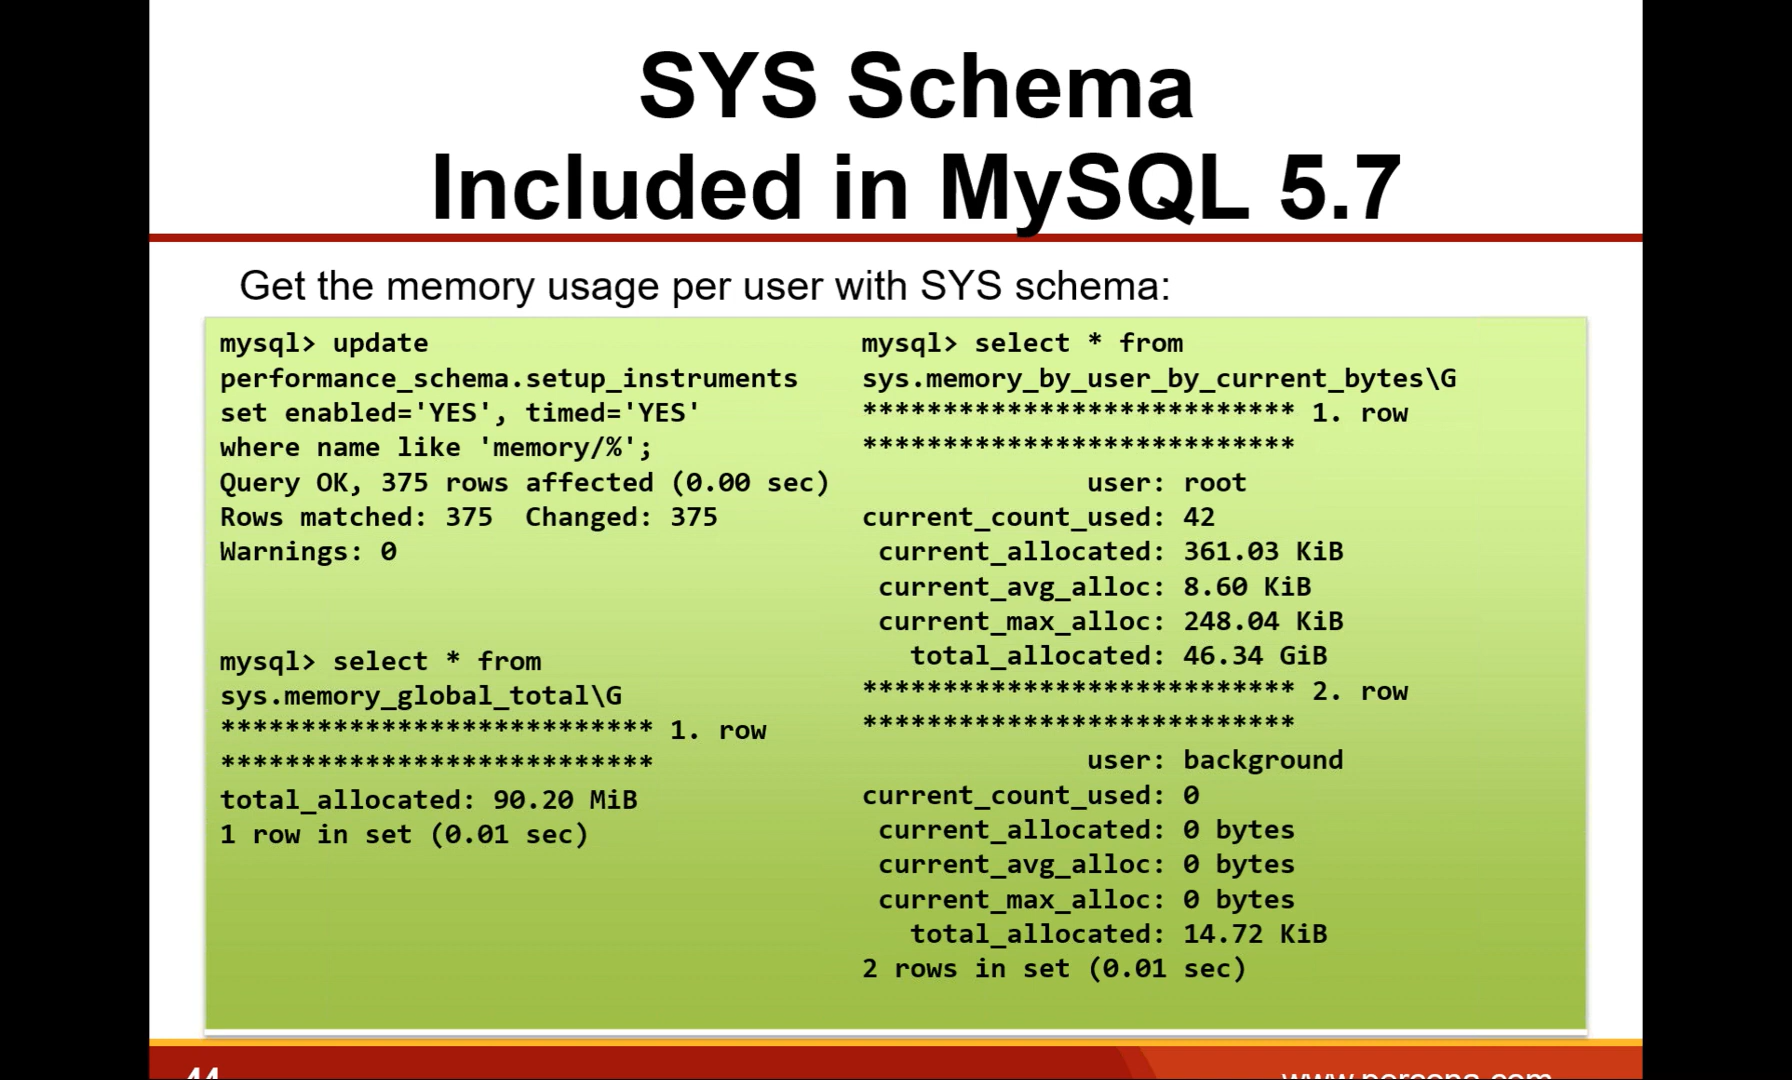 SYS Schema
Included in MySQL 5.7
Get the memory usage per user with SYS schema:
mysql> update
performance_schema.setup_instruments
set enabled='YES', timed='YES'
where name like 'memory/%';
Query OK, 375 rows affected (0.00 sec)
Rows matched: 375  Changed: 375
Warnings: 0
mysql> select * from
sys.memory_global_total\G
*************************** 1. row
***************************
total_allocated: 90.20 MiB
1 row in set (0.01 sec)
mysql> select * from
sys.memory_by_user_by_current_bytes\G
*************************** 1. row
***************************
user: root
current_count_used: 42
current_allocated: 361.03 KiB
current_avg_alloc: 8.60 KiB
current_max_alloc: 248.04 KiB
total_allocated: 46.34 GiB
*************************** 2. row
***************************
user: background
current_count_used: 0
current_allocated: 0 bytes
current_avg_alloc: 0 bytes
current_max_alloc: 0 bytes
total_allocated: 14.72 KiB
2 rows in set (0.01 sec)
44
www.percona.com